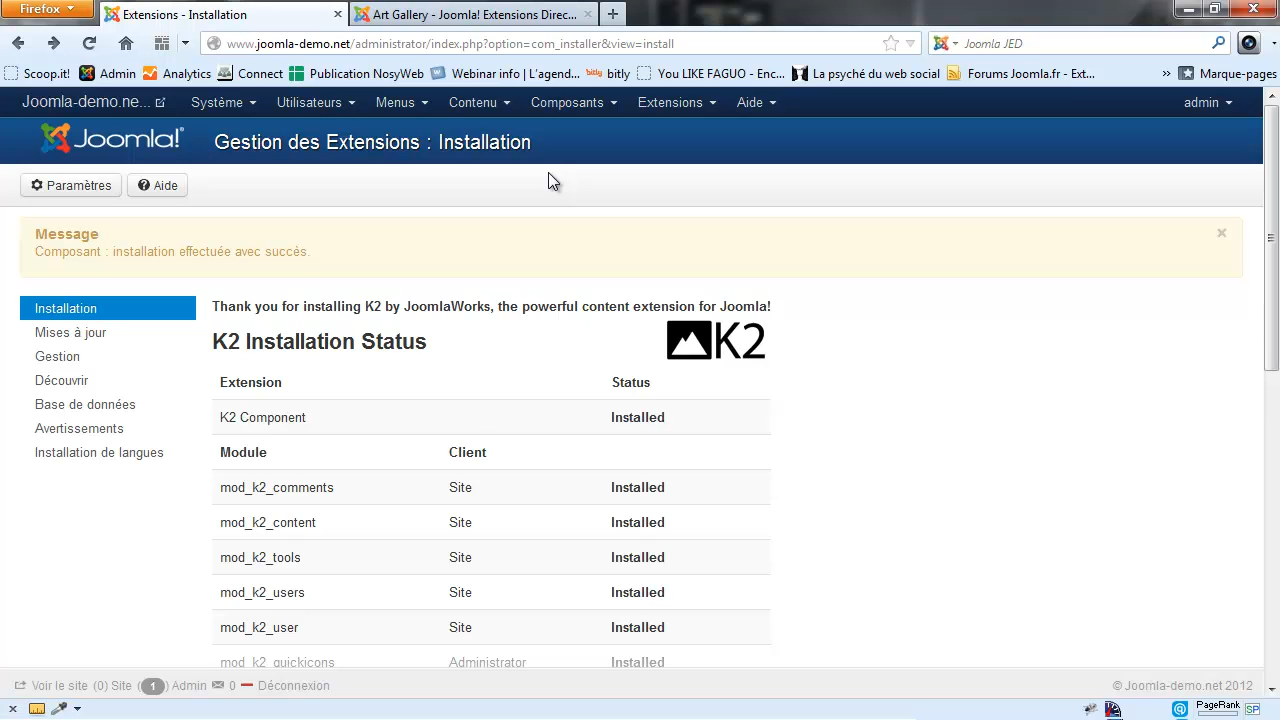 Firefox
Extensions - Installation
Art Gallery - Joomla! Extensions Direc...
www.joomla-demo.net/administrator/index.php?option=com_installer&view=install
Joomla JED
Scoop.it!
Admin
Analytics
Connect
Publication NosyWeb
Webinar info | L'agend...
bitly
bitly
You LIKE FAGUO - Enc...
La psyché du web social
Forums Joomla.fr - Ext...
»
Marque-pages
Joomla-demo.ne...
Système
Utilisateurs
Menus
Contenu
Composants
Extensions
Aide
admin
Joomla!
Gestion des Extensions : Installation
Paramètres
Aide
Message
Composant : installation effectuée avec succés.
Installation
Mises à jour
Gestion
Découvrir
Base de données
Avertissements
Installation de langues
Thank you for installing K2 by JoomlaWorks, the powerful content extension for Joomla!
K2 Installation Status
K2
Extension Status
K2 Component Installed
Module Client
mod_k2_comments Site Installed
mod_k2_content Site Installed
mod_k2_tools Site Installed
mod_k2_users Site Installed
mod_k2_user Site Installed
mod_k2_quickicons Administrator Installed
Voir le site (0) Site (1) Admin 0 Déconnexion
© Joomla-demo.net 2012
PageRank
SP